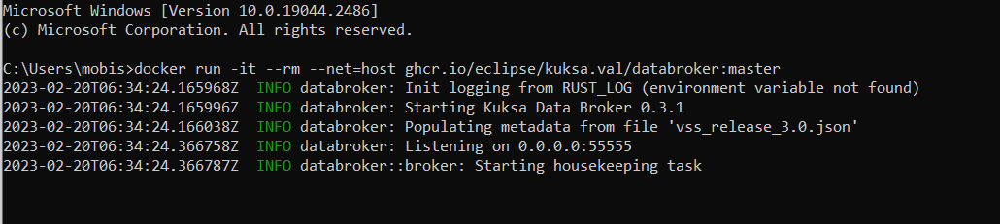 Microsoft Windows [Version 10.0.19044.2486]
(c) Microsoft Corporation. All rights reserved.
C:\Users\mobis>docker run -it --rm --net=host ghcr.io/eclipse/kuksa.val/databroker:master
2023-02-20T06:34:24.165968Z  INFO databroker: Init logging from RUST_LOG (environment variable not found)
2023-02-20T06:34:24.165996Z  INFO databroker: Starting Kuksa Data Broker 0.3.1
2023-02-20T06:34:24.166038Z  INFO databroker: Populating metadata from file 'vss_release_3.0.json'
2023-02-20T06:34:24.366758Z  INFO databroker: Listening on 0.0.0.0:55555
2023-02-20T06:34:24.366787Z  INFO databroker::broker: Starting housekeeping task